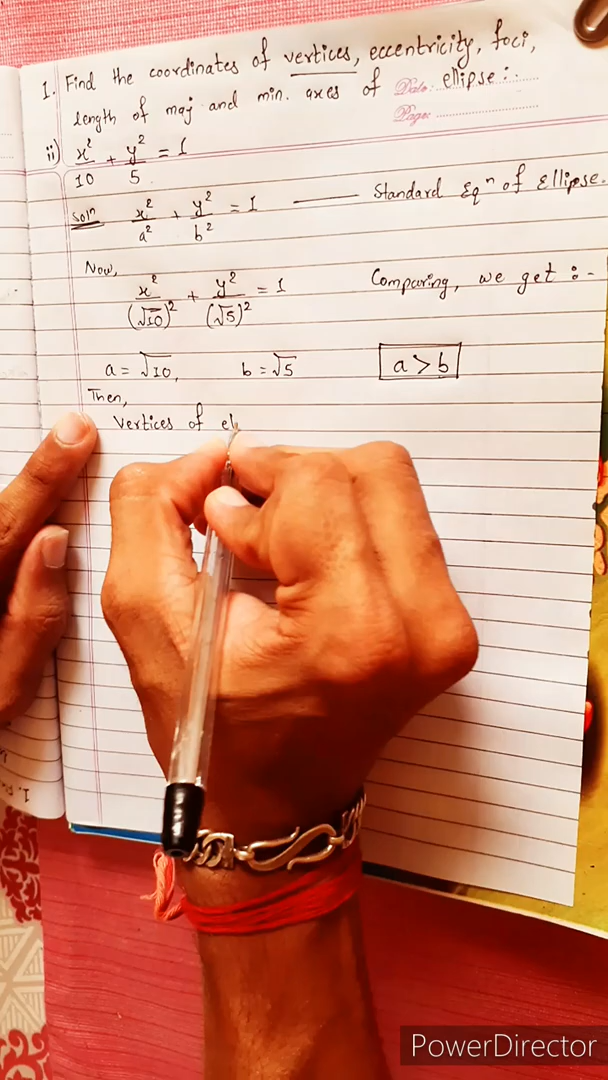 1. Find the coordinates of vertices, eccentricity, foci,
length of maj and min. axes of ellipse :.
Date:
Page:
ii) x²/10 + y²/5 = 1
Solⁿ x²/a² + y²/b² = 1 —— Standard Eqⁿ of Ellipse.
Now,
x²/(√10)² + y²/(√5)² = 1 Comparing, we get :-
a = √10, b = √5 a > b
Then,
Vertices of el
PowerDirector